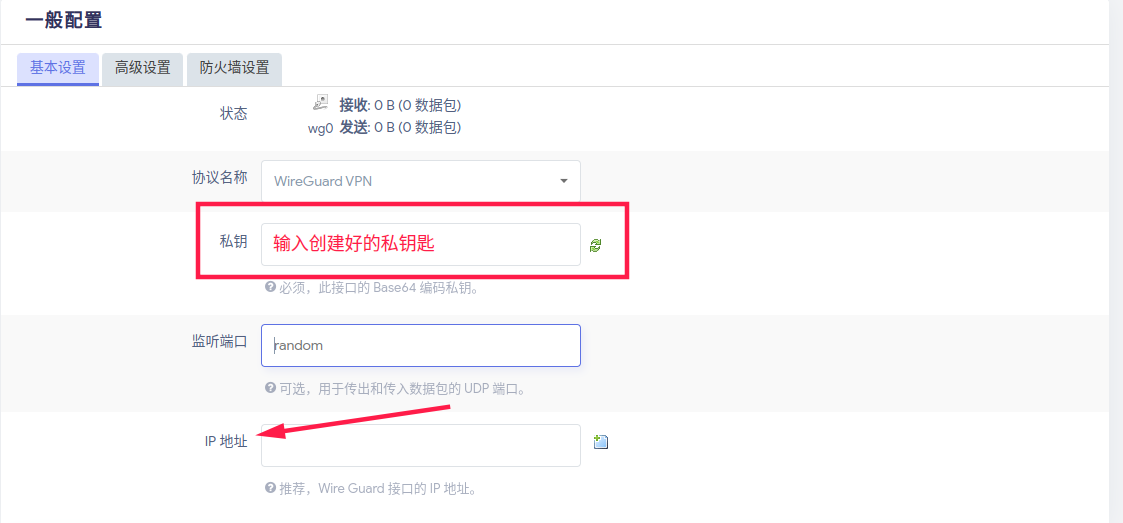 一般配置
基本设置 高级设置 防火墙设置
状态
接收: 0 B (0 数据包)
wg0 发送: 0 B (0 数据包)
协议名称 WireGuard VPN
私钥 输入创建好的私钥匙
必须，此接口的 Base64 编码私钥。
监听端口 random
可选，用于传出和传入数据包的 UDP 端口。
IP 地址
推荐，Wire Guard 接口的 IP 地址。